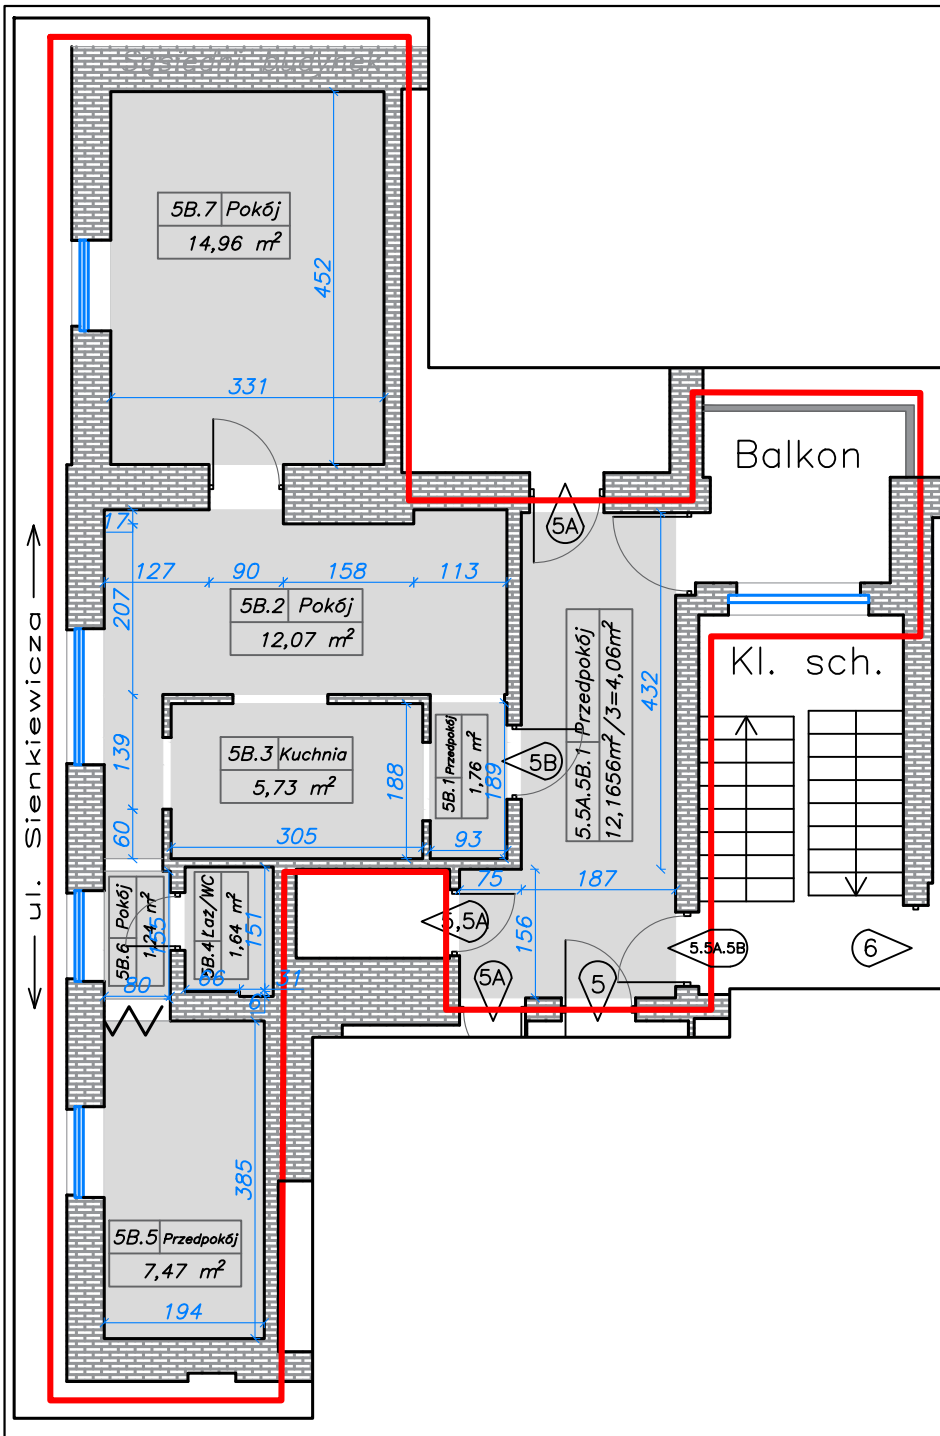 Sąsiedni budynek
5B.7 Pokój
14,96 m²
452
331
Balkon
5A
17
127 90 158 113
207
5B.2 Pokój
12,07 m²
5.5A.5B.1 Przedpokój
12,1656m²/3=4,06m²
432
Kl. sch.
ul. Sienkiewicza
139
5B.3 Kuchnia
5,73 m²
188
5B.1 Przedpokój
1,76 m²
189
5B
60
305
93
75 187
5B.6 Pokój
1,24 m²
155
5B.4 Łaź/WC
1,64 m²
151
5,5A
156
5.5A.5B
6
80
66
31
9
5A
5
385
5B.5 Przedpokój
7,47 m²
194